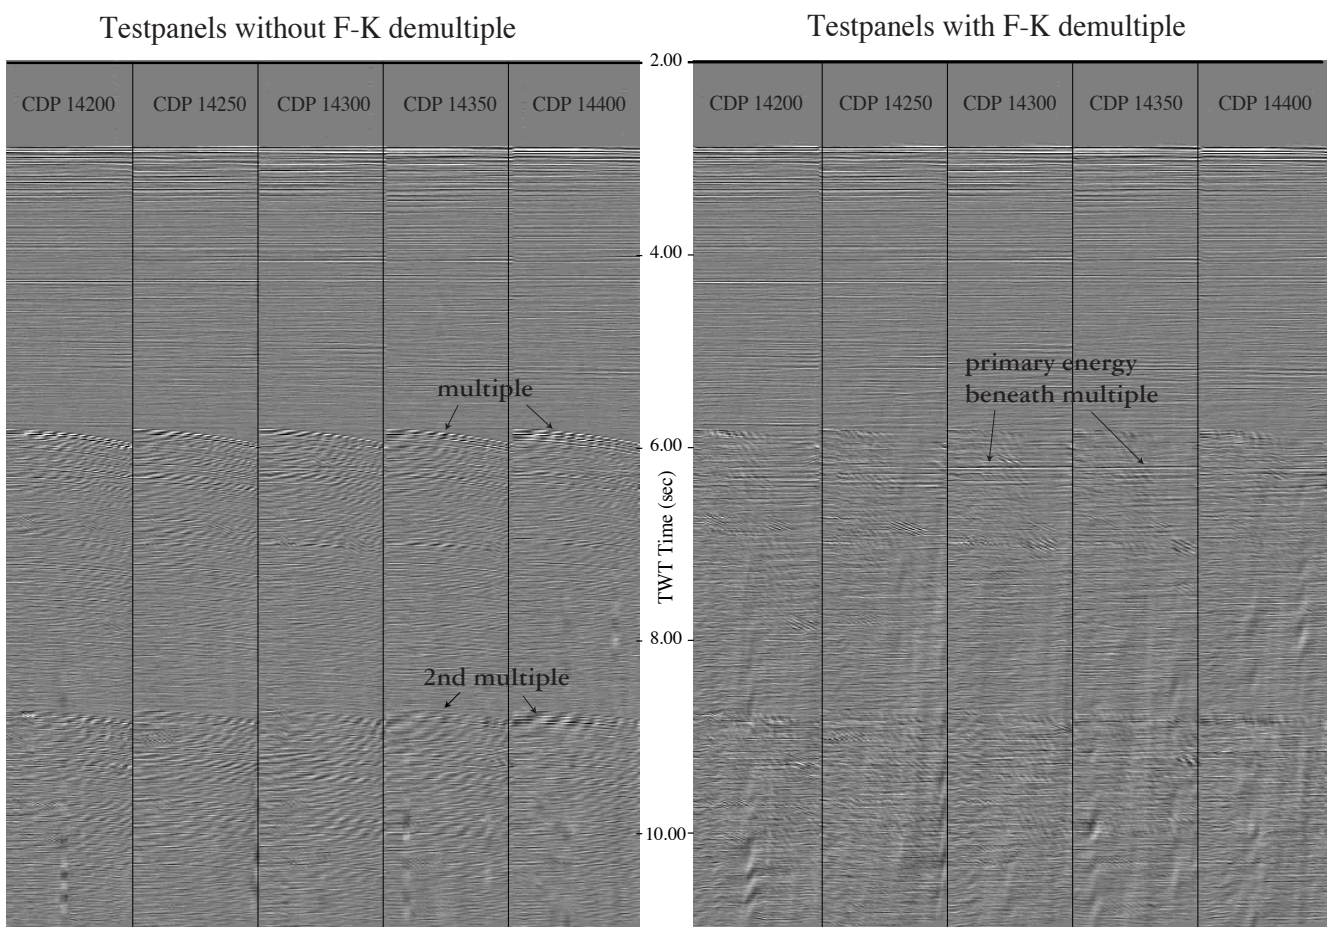 Testpanels without F-K demultiple
Testpanels with F-K demultiple
2.00
CDP 14200
CDP 14250
CDP 14300
CDP 14350
CDP 14400
CDP 14200
CDP 14250
CDP 14300
CDP 14350
CDP 14400
4.00
multiple
primary energy
beneath multiple
6.00
TWT Time (sec)
8.00
2nd multiple
10.00